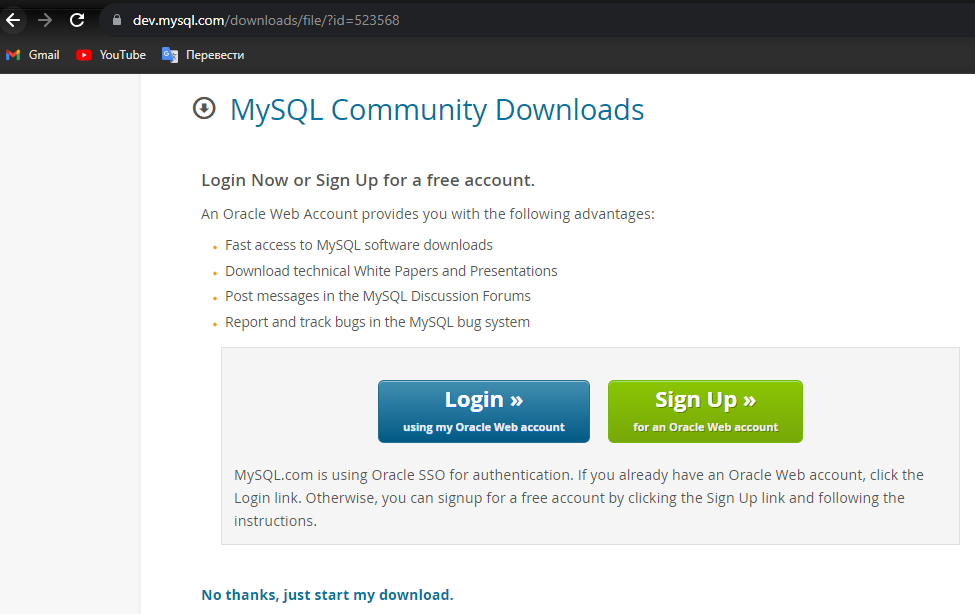 dev.mysql.com/downloads/file/?id=523568
Gmail YouTube Перевести
MySQL Community Downloads
Login Now or Sign Up for a free account.
An Oracle Web Account provides you with the following advantages:
Fast access to MySQL software downloads
Download technical White Papers and Presentations
Post messages in the MySQL Discussion Forums
Report and track bugs in the MySQL bug system
Login » Sign Up »
using my Oracle Web account for an Oracle Web account
MySQL.com is using Oracle SSO for authentication. If you already have an Oracle Web account, click the
Login link. Otherwise, you can signup for a free account by clicking the Sign Up link and following the
instructions.
No thanks, just start my download.